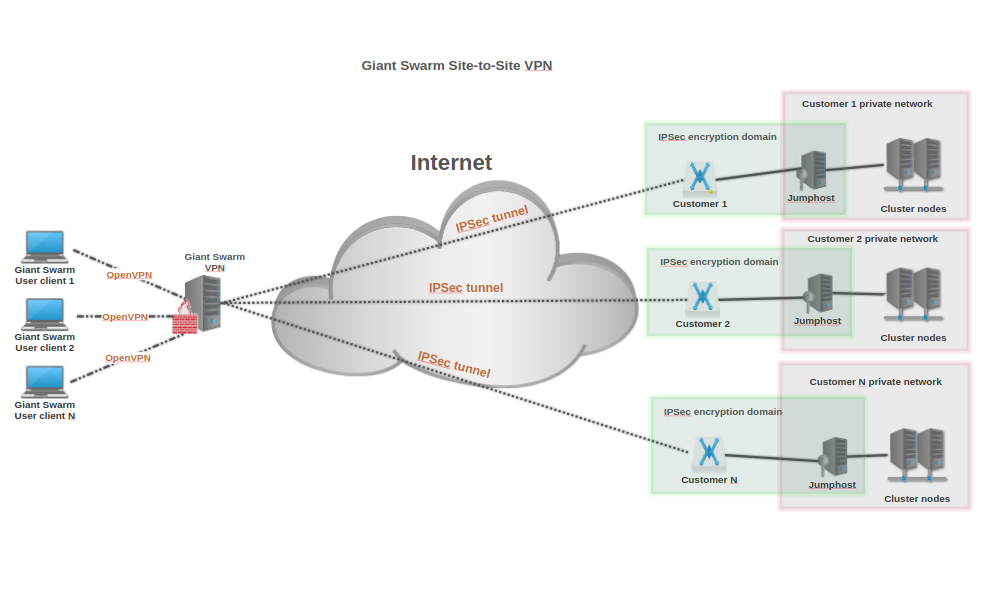 Giant Swarm Site-to-Site VPN
Internet
Giant Swarm
User client 1
Giant Swarm
User client 2
Giant Swarm
User client N
OpenVPN
OpenVPN
OpenVPN
Giant Swarm
VPN
IPSec tunnel
IPSec tunnel
IPSec tunnel
Customer 1 private network
IPSec encryption domain
Customer 1
Jumphost
Cluster nodes
Customer 2 private network
IPSec encryption domain
Customer 2
Jumphost
Cluster nodes
Customer N private network
IPSec encryption domain
Customer N
Jumphost
Cluster nodes